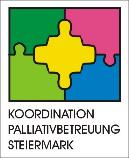 KOORDINATION
PALLIATIVBETREUUNG
STEIERMARK